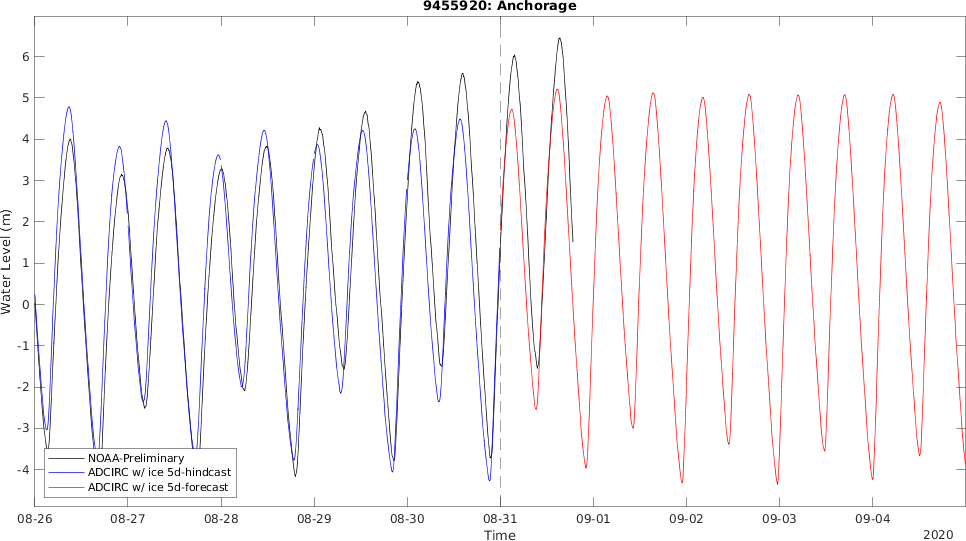 9455920: Anchorage
Water Level (m)
6
5
4
3
2
1
0
-1
-2
-3
-4
NOAA-Preliminary
ADCIRC w/ ice 5d-hindcast
ADCIRC w/ ice 5d-forecast
08-26 08-27 08-28 08-29 08-30 08-31 09-01 09-02 09-03 09-04
Time
2020